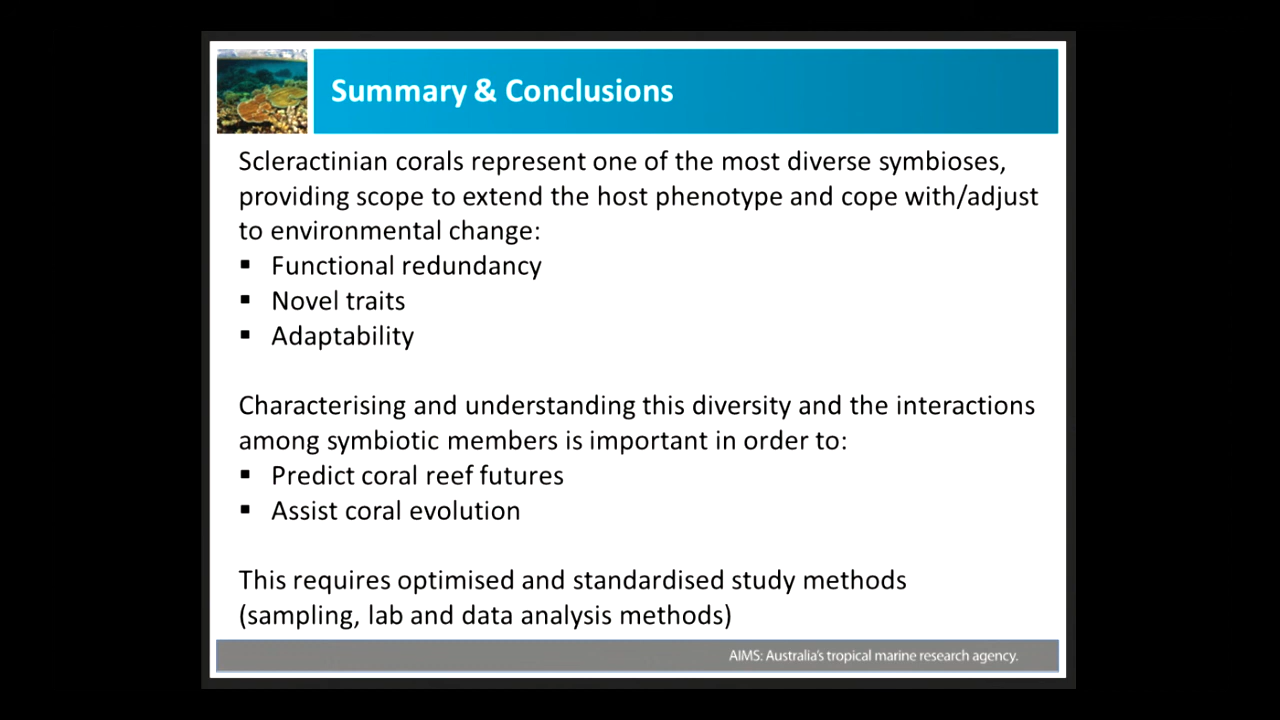 Summary & Conclusions
Scleractinian corals represent one of the most diverse symbioses,
providing scope to extend the host phenotype and cope with/adjust
to environmental change:
▪ Functional redundancy
▪ Novel traits
▪ Adaptability
Characterising and understanding this diversity and the interactions
among symbiotic members is important in order to:
▪ Predict coral reef futures
▪ Assist coral evolution
This requires optimised and standardised study methods
(sampling, lab and data analysis methods)
AIMS: Australia's tropical marine research agency.